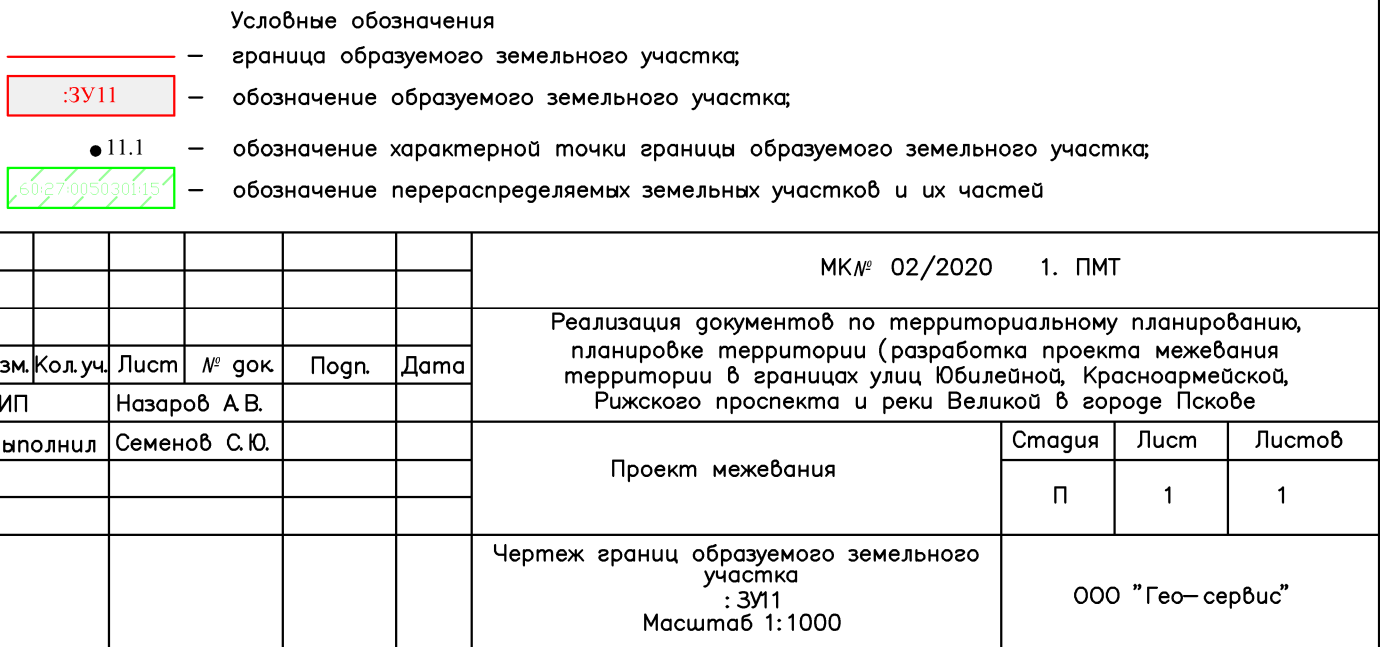 Условные обозначения
— граница образуемого земельного участка;
:ЗУ11 — обозначение образуемого земельного участка;
11.1 — обозначение характерной точки границы образуемого земельного участка;
60:27:0050301:15 — обозначение перераспределяемых земельных участков и их частей
МК№ 02/2020 1. ПМТ
Реализация документов по территориальному планированию,
планировке территории (разработка проекта межевания
территории в границах улиц Юбилейной, Красноармейской,
Рижского проспекта и реки Великой в городе Пскове
зм. Кол.уч. Лист № док. Подп. Дата
ИП Назаров А.В.
ыполнил Семенов С.Ю.
Проект межевания
Стадия Лист Листов
П 1 1
Чертеж границ образуемого земельного
участка
:ЗУ11
Масштаб 1:1000
ООО "Гео-сервис"